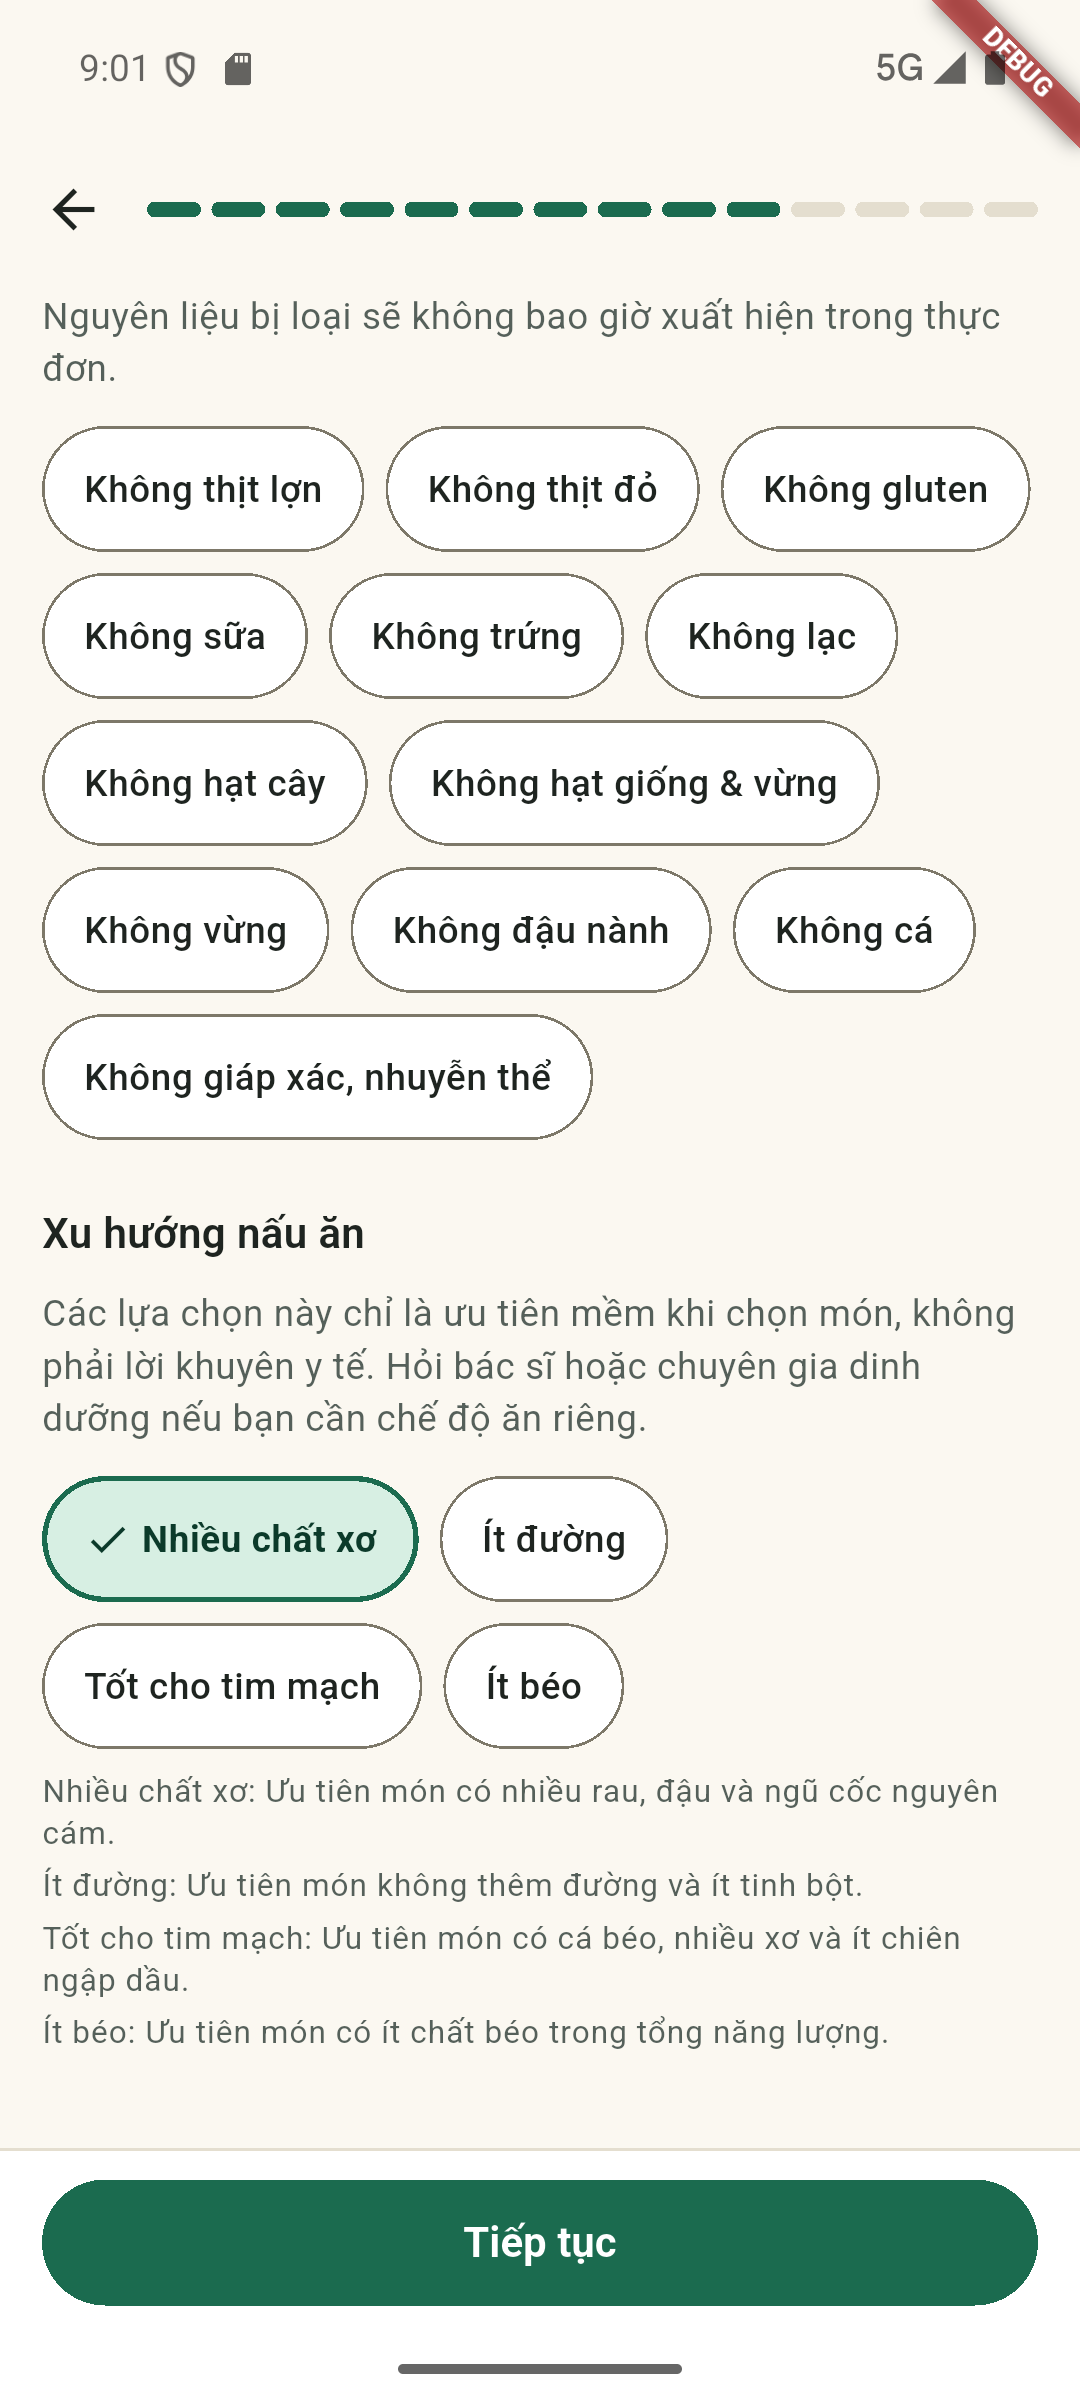 9:01
5G
DEBUG
Nguyên liệu bị loại sẽ không bao giờ xuất hiện trong thực
đơn.
Không thịt lợn
Không thịt đỏ
Không gluten
Không sữa
Không trứng
Không lạc
Không hạt cây
Không hạt giống & vừng
Không vừng
Không đậu nành
Không cá
Không giáp xác, nhuyễn thể
Xu hướng nấu ăn
Các lựa chọn này chỉ là ưu tiên mềm khi chọn món, không
phải lời khuyên y tế. Hỏi bác sĩ hoặc chuyên gia dinh
dưỡng nếu bạn cần chế độ ăn riêng.
Nhiều chất xơ
Ít đường
Tốt cho tim mạch
Ít béo
Nhiều chất xơ: Ưu tiên món có nhiều rau, đậu và ngũ cốc nguyên
cám.
Ít đường: Ưu tiên món không thêm đường và ít tinh bột.
Tốt cho tim mạch: Ưu tiên món có cá béo, nhiều xơ và ít chiên
ngập dầu.
Ít béo: Ưu tiên món có ít chất béo trong tổng năng lượng.
Tiếp tục